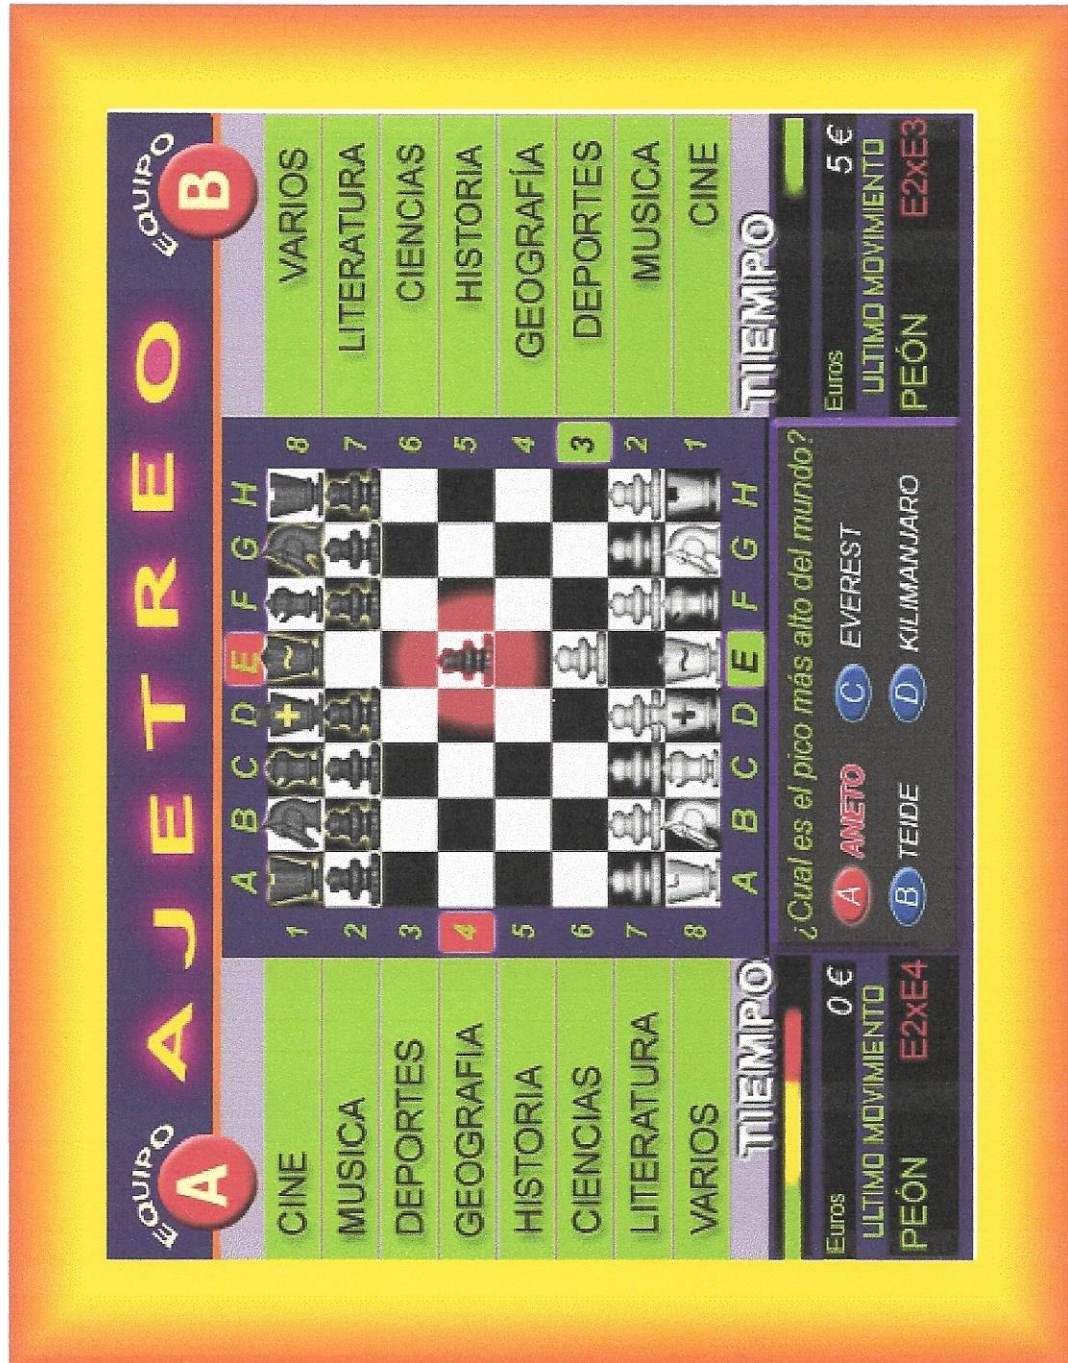 EQUIPO A
AJETREO
EQUIPO B
CINE
MUSICA
DEPORTES
GEOGRAFIA
HISTORIA
CIENCIAS
LITERATURA
VARIOS
A B C D E F G H
1 8
2 7
3 6
4 5
5 4
6 3
7 2
8 1
A B C D E F G H
VARIOS
LITERATURA
CIENCIAS
HISTORIA
GEOGRAFÍA
DEPORTES
MUSICA
CINE
TIEMPO
Euros 0 €
ULTIMO MOVIMIENTO
PEÓN E2xE4
¿Cual es el pico más alto del mundo?
A ANETO C EVEREST
B TEIDE D KILIMANJARO
TIEMPO
Euros 5 €
ULTIMO MOVIMIENTO
PEÓN E2xE3